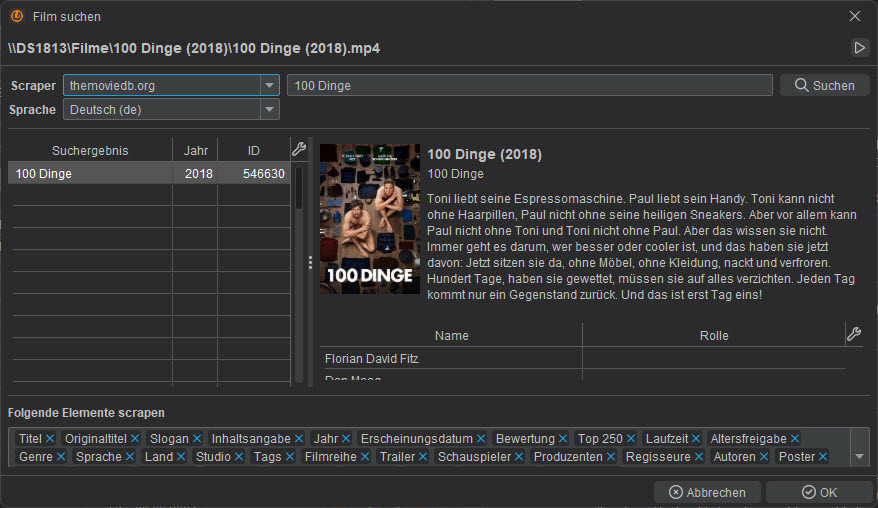 Film suchen
\\DS1813\Filme\100 Dinge (2018)\100 Dinge (2018).mp4
Scraper themoviedb.org 100 Dinge Suchen
Sprache Deutsch (de)
Suchergebnis Jahr ID
100 Dinge 2018 546630
100 DINGE
100 Dinge (2018)
100 Dinge
Toni liebt seine Espressomaschine. Paul liebt sein Handy. Toni kann nicht
ohne Haarpillen, Paul nicht ohne seine heiligen Sneakers. Aber vor allem kann
Paul nicht ohne Toni und Toni nicht ohne Paul. Aber das wissen sie nicht.
Immer geht es darum, wer besser oder cooler ist, und das haben sie jetzt
davon: Jetzt sitzen sie da, ohne Möbel, ohne Kleidung, nackt und verfroren.
Hundert Tage, haben sie gewettet, müssen sie auf alles verzichten. Jeden Tag
kommt nur ein Gegenstand zurück. Und das ist erst Tag eins!
Name Rolle
Florian David Fitz
Folgende Elemente scrapen
Titel Originaltitel Slogan Inhaltsangabe Jahr Erscheinungsdatum Bewertung Top 250 Laufzeit Altersfreigabe
Genre Sprache Land Studio Tags Filmreihe Trailer Schauspieler Produzenten Regisseure Autoren Poster
Abbrechen OK